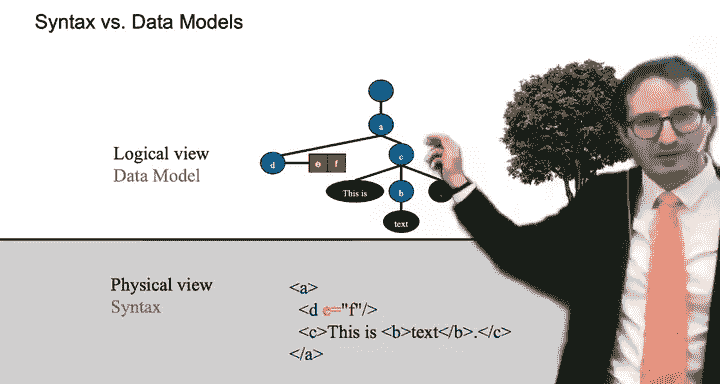 Syntax vs. Data Models
a
Logical view
Data Model
d
e f
c
This is
b
.
text
Physical view
Syntax
<a>
<d e="f"/>
<c>This is <b>text</b>.</c>
</a>